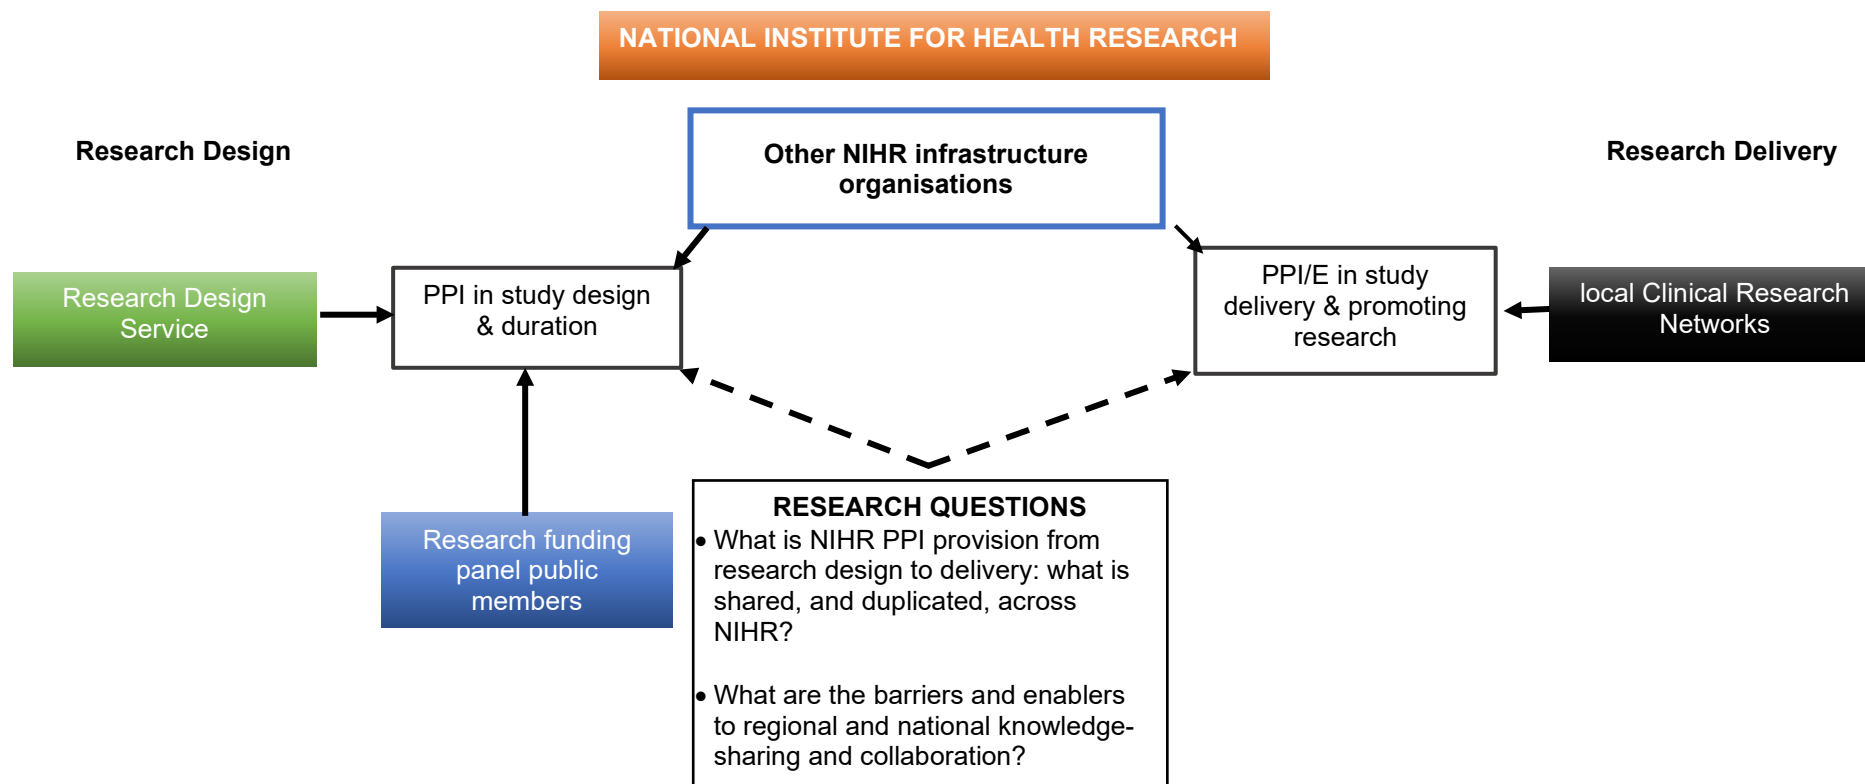 NATIONAL INSTITUTE FOR HEALTH RESEARCH
Research Design
Other NIHR infrastructure
organisations
Research Delivery
Research Design
Service
PPI in study design
& duration
PPI/E in study
delivery & promoting
research
local Clinical Research
Networks
Research funding
panel public
members
RESEARCH QUESTIONS
• What is NIHR PPI provision from
research design to delivery: what is
shared, and duplicated, across
NIHR?
• What are the barriers and enablers
to regional and national knowledge-
sharing and collaboration?